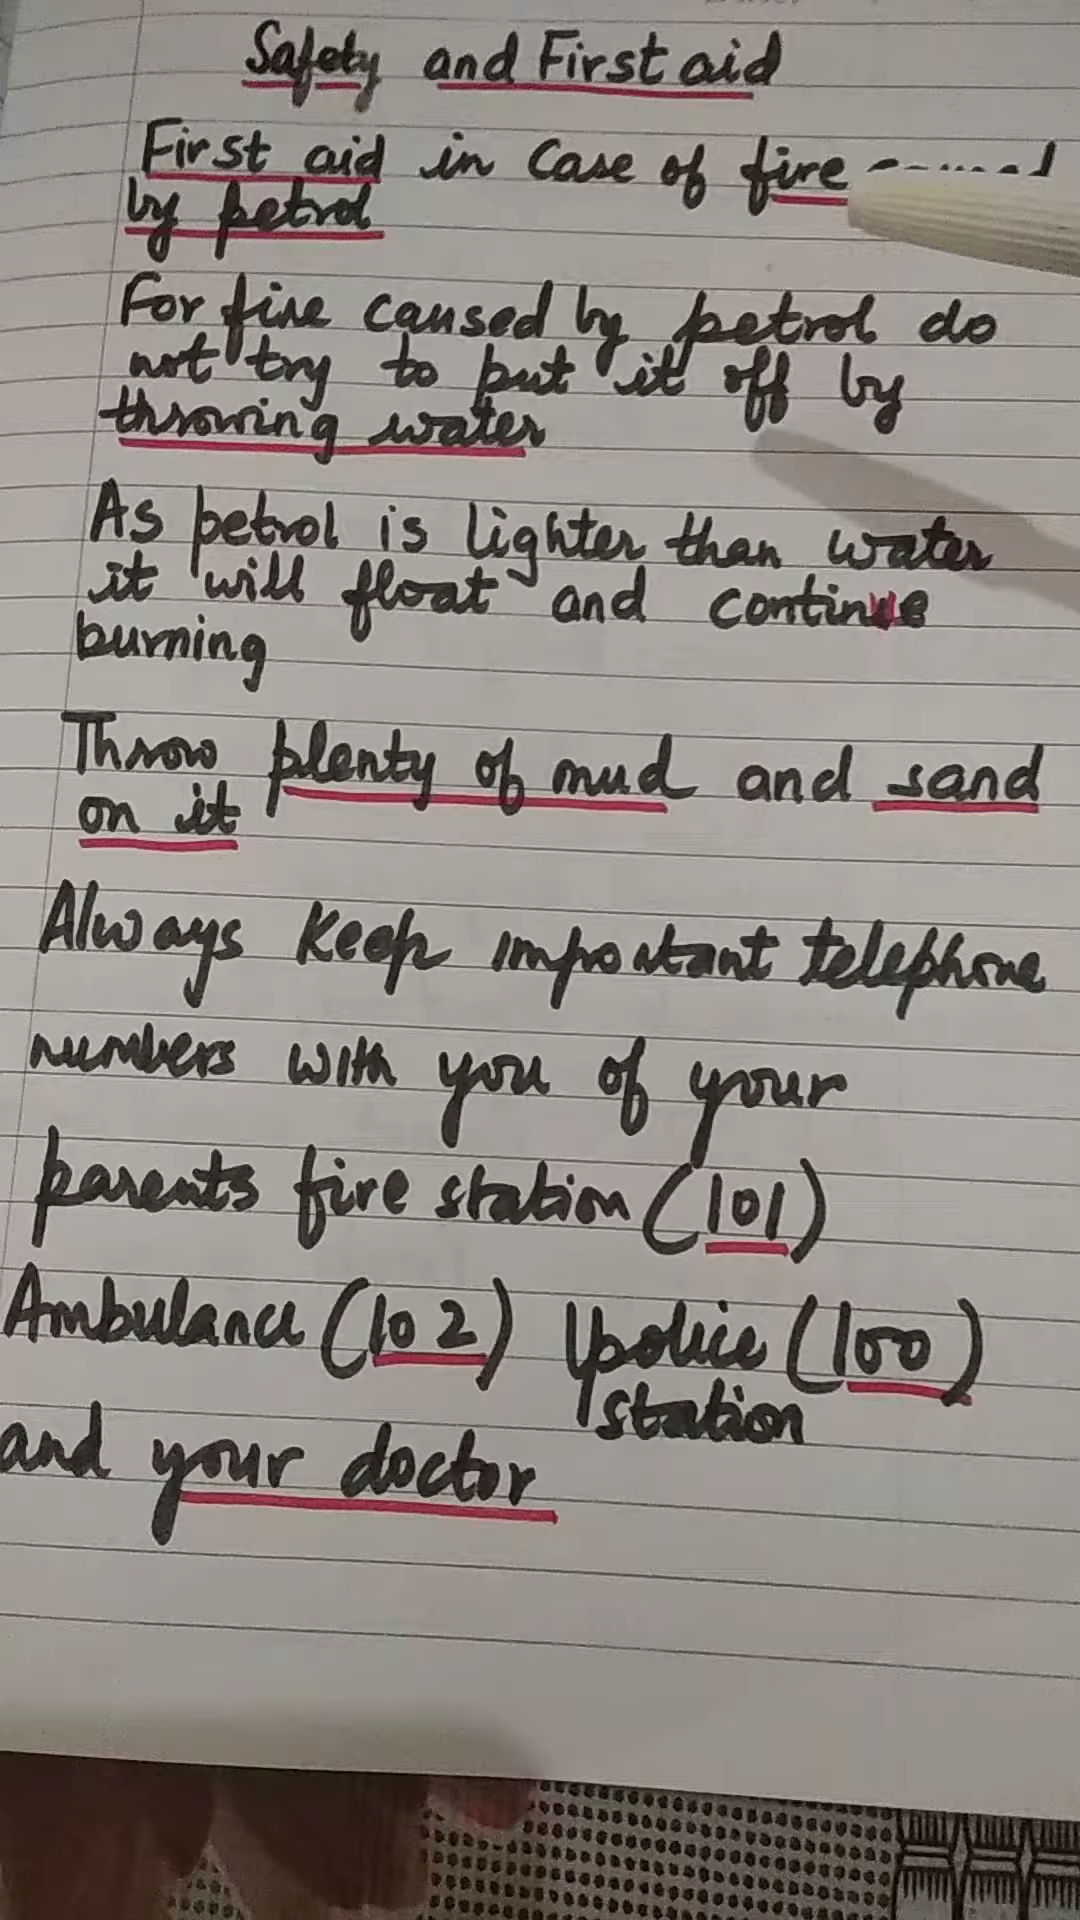 Safety and First aid
First aid in case of fire
by petrol
For fire caused by petrol do
not try to put it off by
throwing water
As petrol is lighter than water
it will float and continue
burning
Throw plenty of mud and sand
on it
Always keep important telephone
numbers with you of your
parents fire station (101)
Ambulance (102) police (100)
station
and your doctor